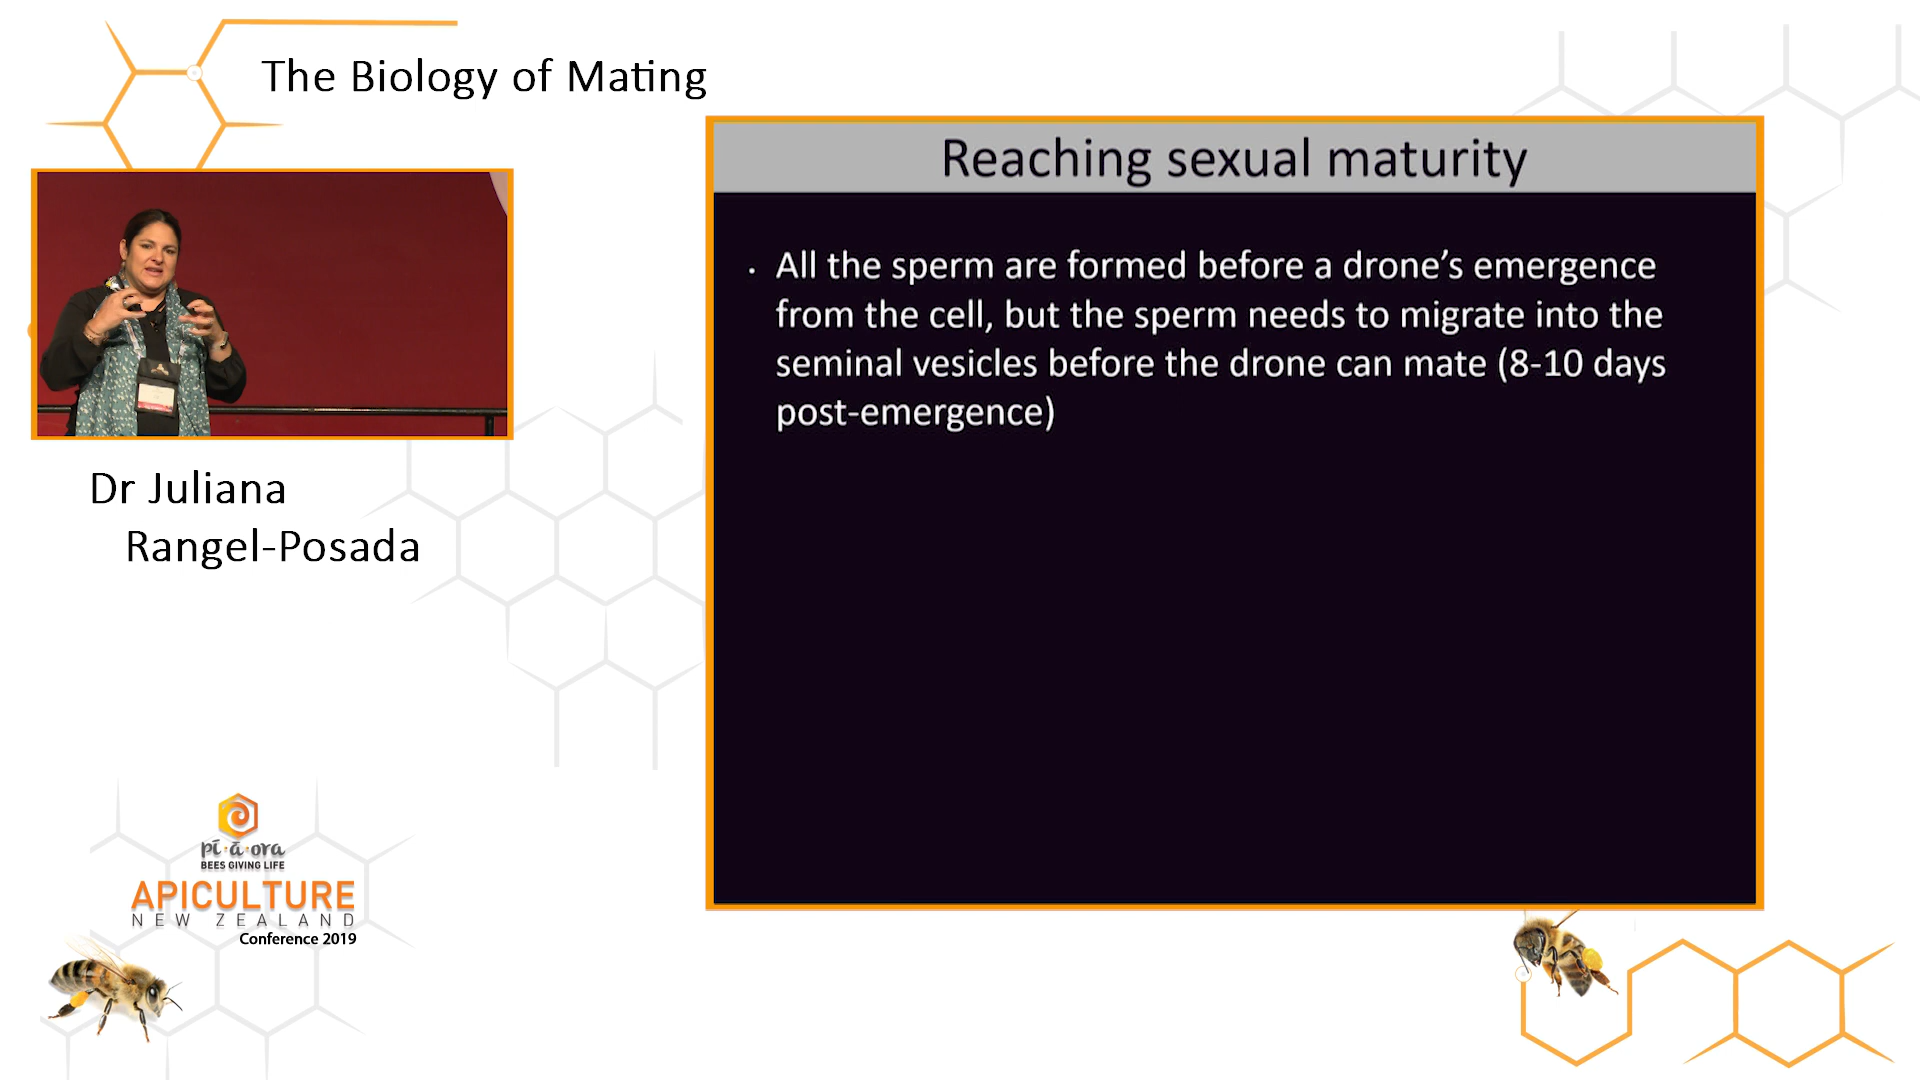 The Biology of Mating
Reaching sexual maturity
· All the sperm are formed before a drone’s emergence
from the cell, but the sperm needs to migrate into the
seminal vesicles before the drone can mate (8-10 days
post-emergence)
Dr Juliana
Rangel-Posada
pī·ā·ora
BEES GIVING LIFE
APICULTURE
NEW ZEALAND
Conference 2019